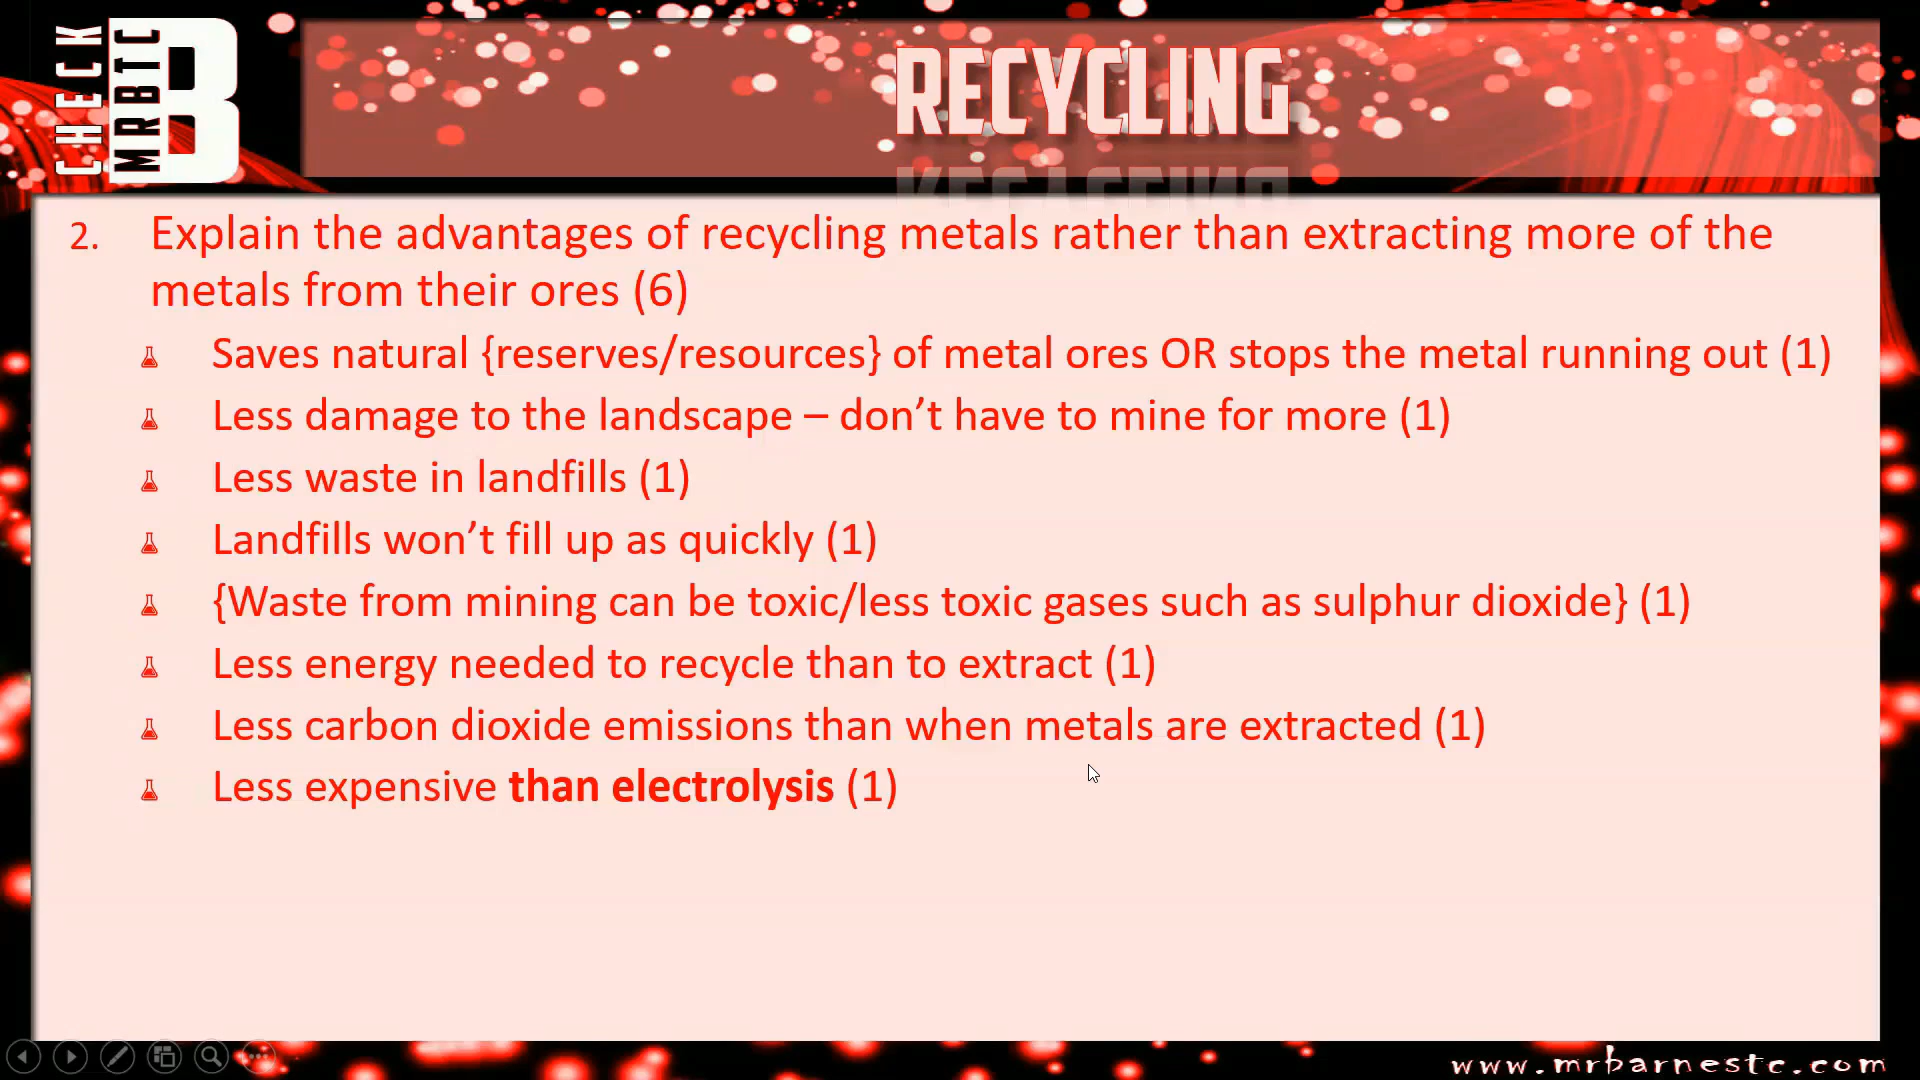 CHECK
MRBTC
B
RECYCLING
2. Explain the advantages of recycling metals rather than extracting more of the
metals from their ores (6)
Saves natural {reserves/resources} of metal ores OR stops the metal running out (1)
Less damage to the landscape – don’t have to mine for more (1)
Less waste in landfills (1)
Landfills won’t fill up as quickly (1)
{Waste from mining can be toxic/less toxic gases such as sulphur dioxide} (1)
Less energy needed to recycle than to extract (1)
Less carbon dioxide emissions than when metals are extracted (1)
Less expensive than electrolysis (1)
www.mrbarnestc.com